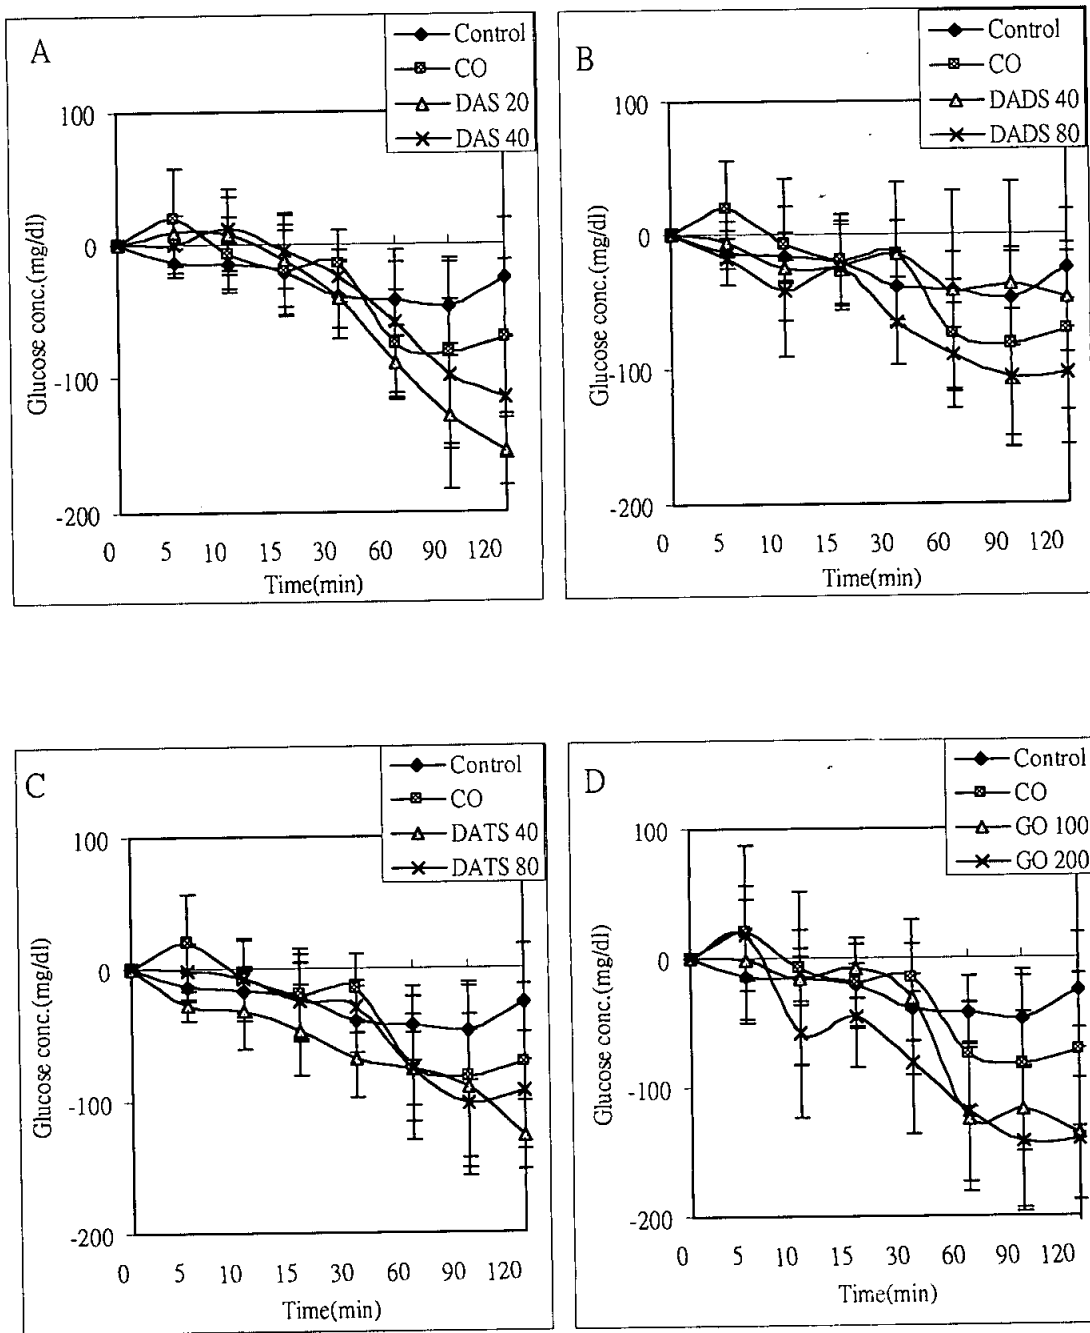 A
Control
CO
DAS 20
DAS 40
100
0
-100
-200
Glucose conc.(mg/dl)
0 5 10 15 30 60 90 120
Time(min)
B
Control
CO
DADS 40
DADS 80
100
0
-100
-200
Glucose conc.(mg/dl)
0 5 10 15 30 60 90 120
Time(min)
C
Control
CO
DATS 40
DATS 80
100
0
-100
-200
Glucose conc.(mg/dl)
0 5 10 15 30 60 90 120
Time(min)
D
Control
CO
GO 100
GO 200
100
0
-100
-200
Glucose conc.(mg/dl)
0 5 10 15 30 60 90 120
Time(min)